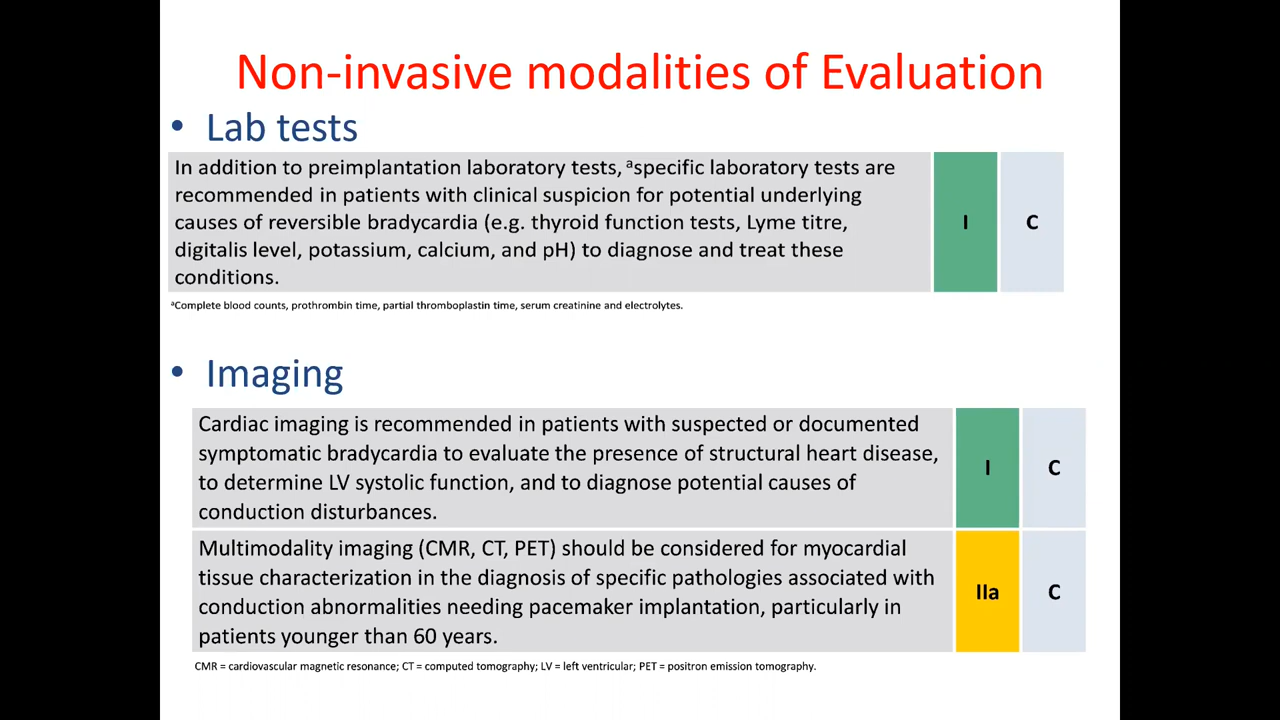 Non-invasive modalities of Evaluation
• Lab tests
In addition to preimplantation laboratory tests, ᵃspecific laboratory tests are
recommended in patients with clinical suspicion for potential underlying
causes of reversible bradycardia (e.g. thyroid function tests, Lyme titre,
digitalis level, potassium, calcium, and pH) to diagnose and treat these
conditions.
I
C
ᵃComplete blood counts, prothrombin time, partial thromboplastin time, serum creatinine and electrolytes.
• Imaging
Cardiac imaging is recommended in patients with suspected or documented
symptomatic bradycardia to evaluate the presence of structural heart disease,
to determine LV systolic function, and to diagnose potential causes of
conduction disturbances.
I
C
Multimodality imaging (CMR, CT, PET) should be considered for myocardial
tissue characterization in the diagnosis of specific pathologies associated with
conduction abnormalities needing pacemaker implantation, particularly in
patients younger than 60 years.
IIa
C
CMR = cardiovascular magnetic resonance; CT = computed tomography; LV = left ventricular; PET = positron emission tomography.